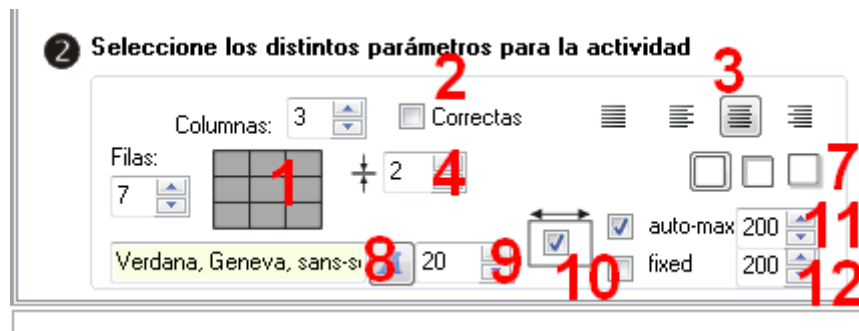 2 Seleccione los distintos parámetros para la actividad
2 3
Columnas: 3 Correctas
Filas:
7 1 2 4 7
auto-max 200 11
Verdana, Geneva, sans-s 8 20 9 10 fixed 200 12